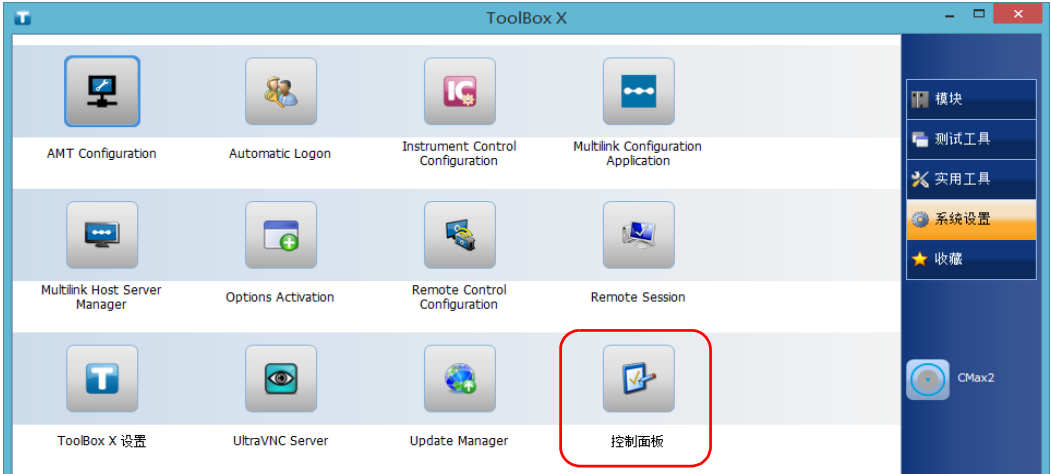 ToolBox X
AMT Configuration
Automatic Logon
Instrument Control
Configuration
Multilink Configuration
Application
Multilink Host Server
Manager
Options Activation
Remote Control
Configuration
Remote Session
ToolBox X 设置
UltraVNC Server
Update Manager
控制面板
模块
测试工具
实用工具
系统设置
收藏
CMax2